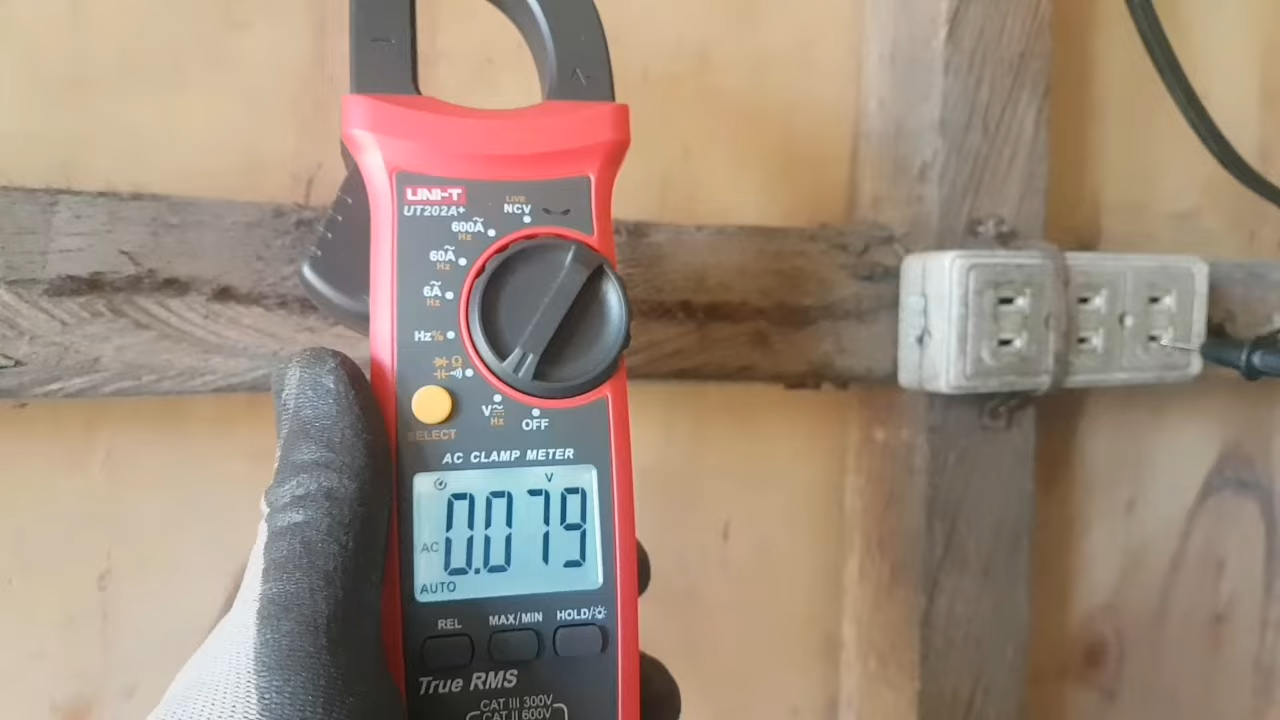 UNI-T
UT202A+
LIVE
NCV
600A
Hz
60A
Hz
6A
Hz
Hz%
Ω
V
Hz
OFF
SELECT
AC CLAMP METER
V
AC
0.079
AUTO
REL
MAX/MIN
HOLD/
True RMS
CAT III 300V
CAT II 600V